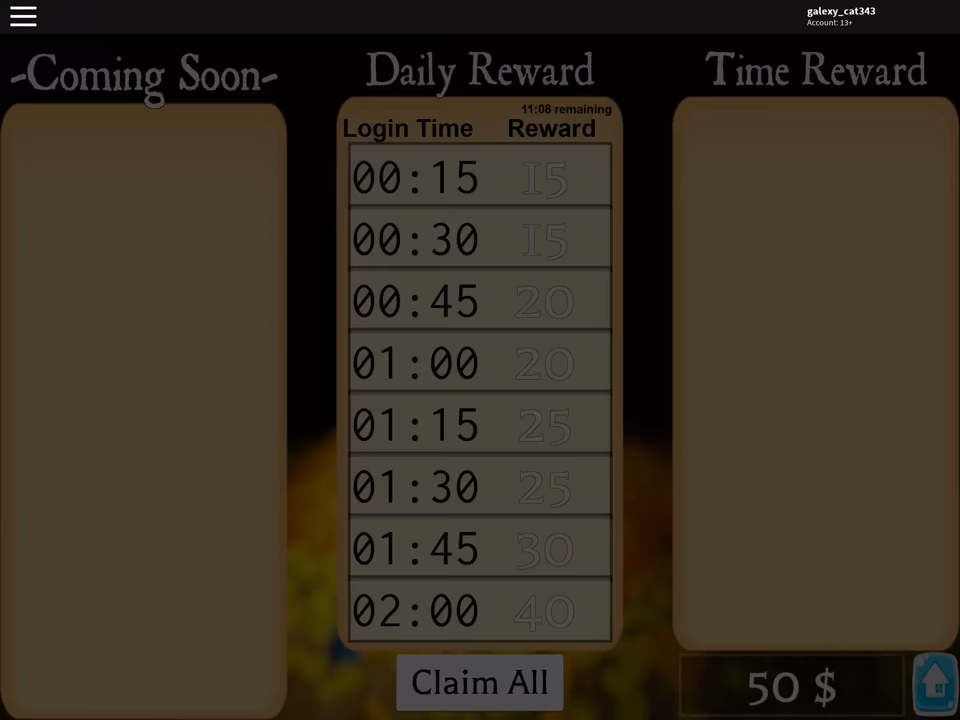 galexy_cat343
Account: 13+
-Coming Soon-
Daily Reward
Time Reward
11:08 remaining
Login Time Reward
00:15 15
00:30 15
00:45 20
01:00 20
01:15 25
01:30 25
01:45 30
02:00 40
Claim All
50 $